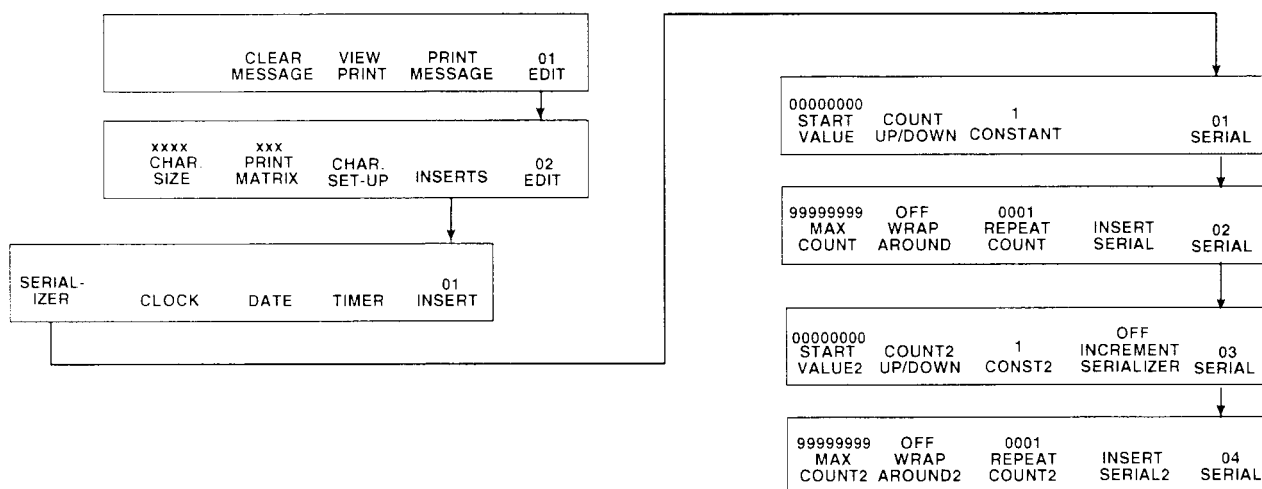 CLEAR MESSAGE
VIEW PRINT
PRINT MESSAGE
01 EDIT
xxxx CHAR. SIZE
xxx PRINT MATRIX
CHAR. SET-UP
INSERTS
02 EDIT
SERIAL-
IZER
CLOCK
DATE
TIMER
01 INSERT
00000000 START VALUE
COUNT UP/DOWN
1 CONSTANT
01 SERIAL
99999999 MAX COUNT
OFF WRAP AROUND
0001 REPEAT COUNT
INSERT SERIAL
02 SERIAL
00000000 START VALUE2
COUNT2 UP/DOWN
1 CONST2
OFF INCREMENT SERIALIZER
03 SERIAL
99999999 MAX COUNT2
OFF WRAP AROUND2
0001 REPEAT COUNT2
INSERT SERIAL2
04 SERIAL